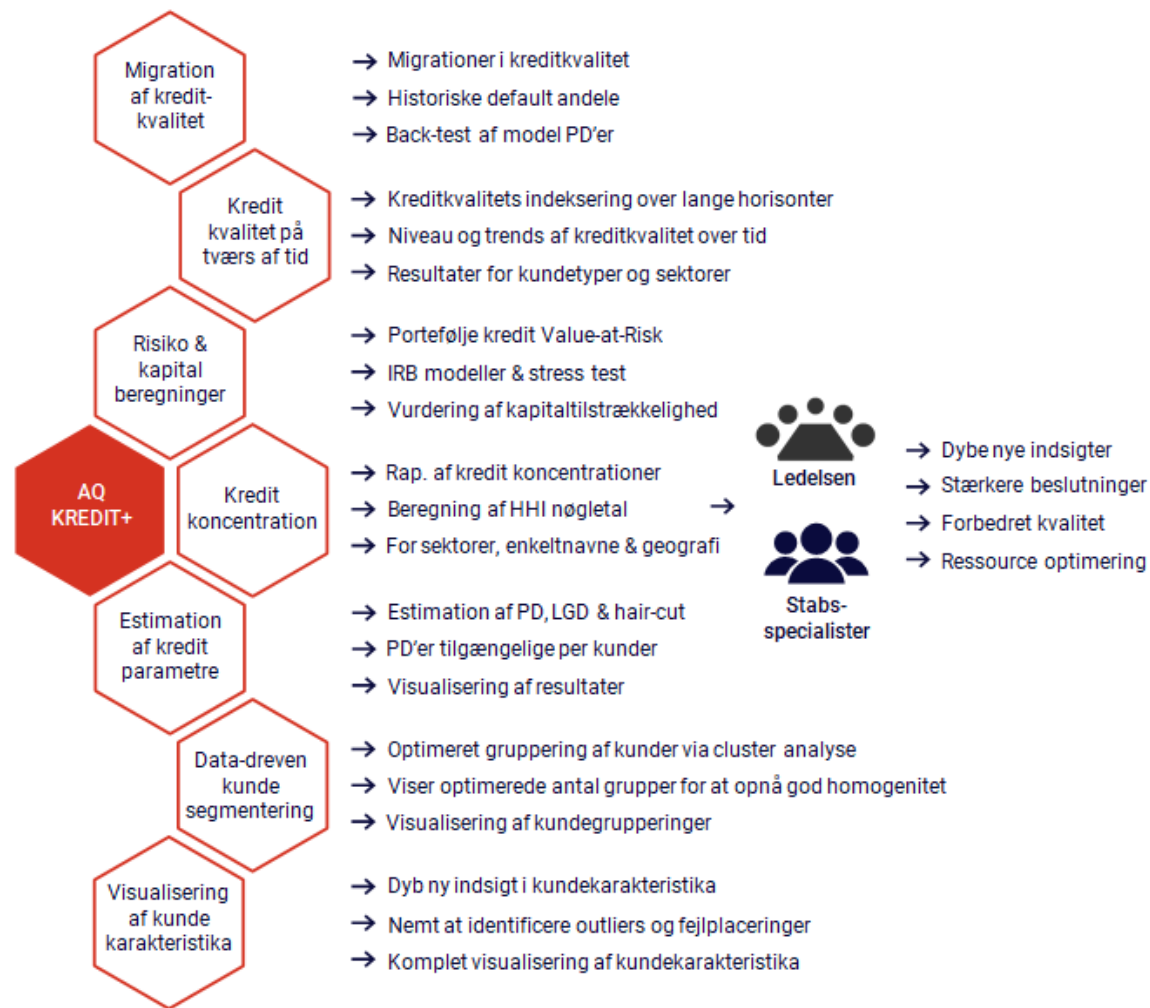 Migration
af kredit-
kvalitet
→ Migrationer i kreditkvalitet
→ Historiske default andele
→ Back-test af model PD'er
Kredit
kvalitet på
tværs af tid
→ Kreditkvalitets indeksering over lange horisonter
→ Niveau og trends af kreditkvalitet over tid
→ Resultater for kundetyper og sektorer
Risiko &
kapital
beregninger
→ Portefølje kredit Value-at-Risk
→ IRB modeller & stress test
→ Vurdering af kapitaltilstrækkelighed
AQ
KREDIT+
Kredit
koncentration
→ Rap. af kredit koncentrationer
→ Beregning af HHI nøgletal
→ For sektorer, enkeltnavne & geografi
→
Ledelsen
Stabs-
specialister
→ Dybe nye indsigter
→ Stærkere beslutninger
→ Forbedret kvalitet
→ Ressource optimering
Estimation
af kredit
parametre
→ Estimation af PD, LGD & hair-cut
→ PD'er tilgængelige per kunder
→ Visualisering af resultater
Data-dreven
kunde
segmentering
→ Optimeret gruppering af kunder via cluster analyse
→ Viser optimerede antal grupper for at opnå god homogenitet
→ Visualisering af kundegrupperinger
Visualisering
af kunde
karakteristika
→ Dyb ny indsigt i kundekarakteristika
→ Nemt at identificere outliers og fejlplaceringer
→ Komplet visualisering af kundekarakteristika